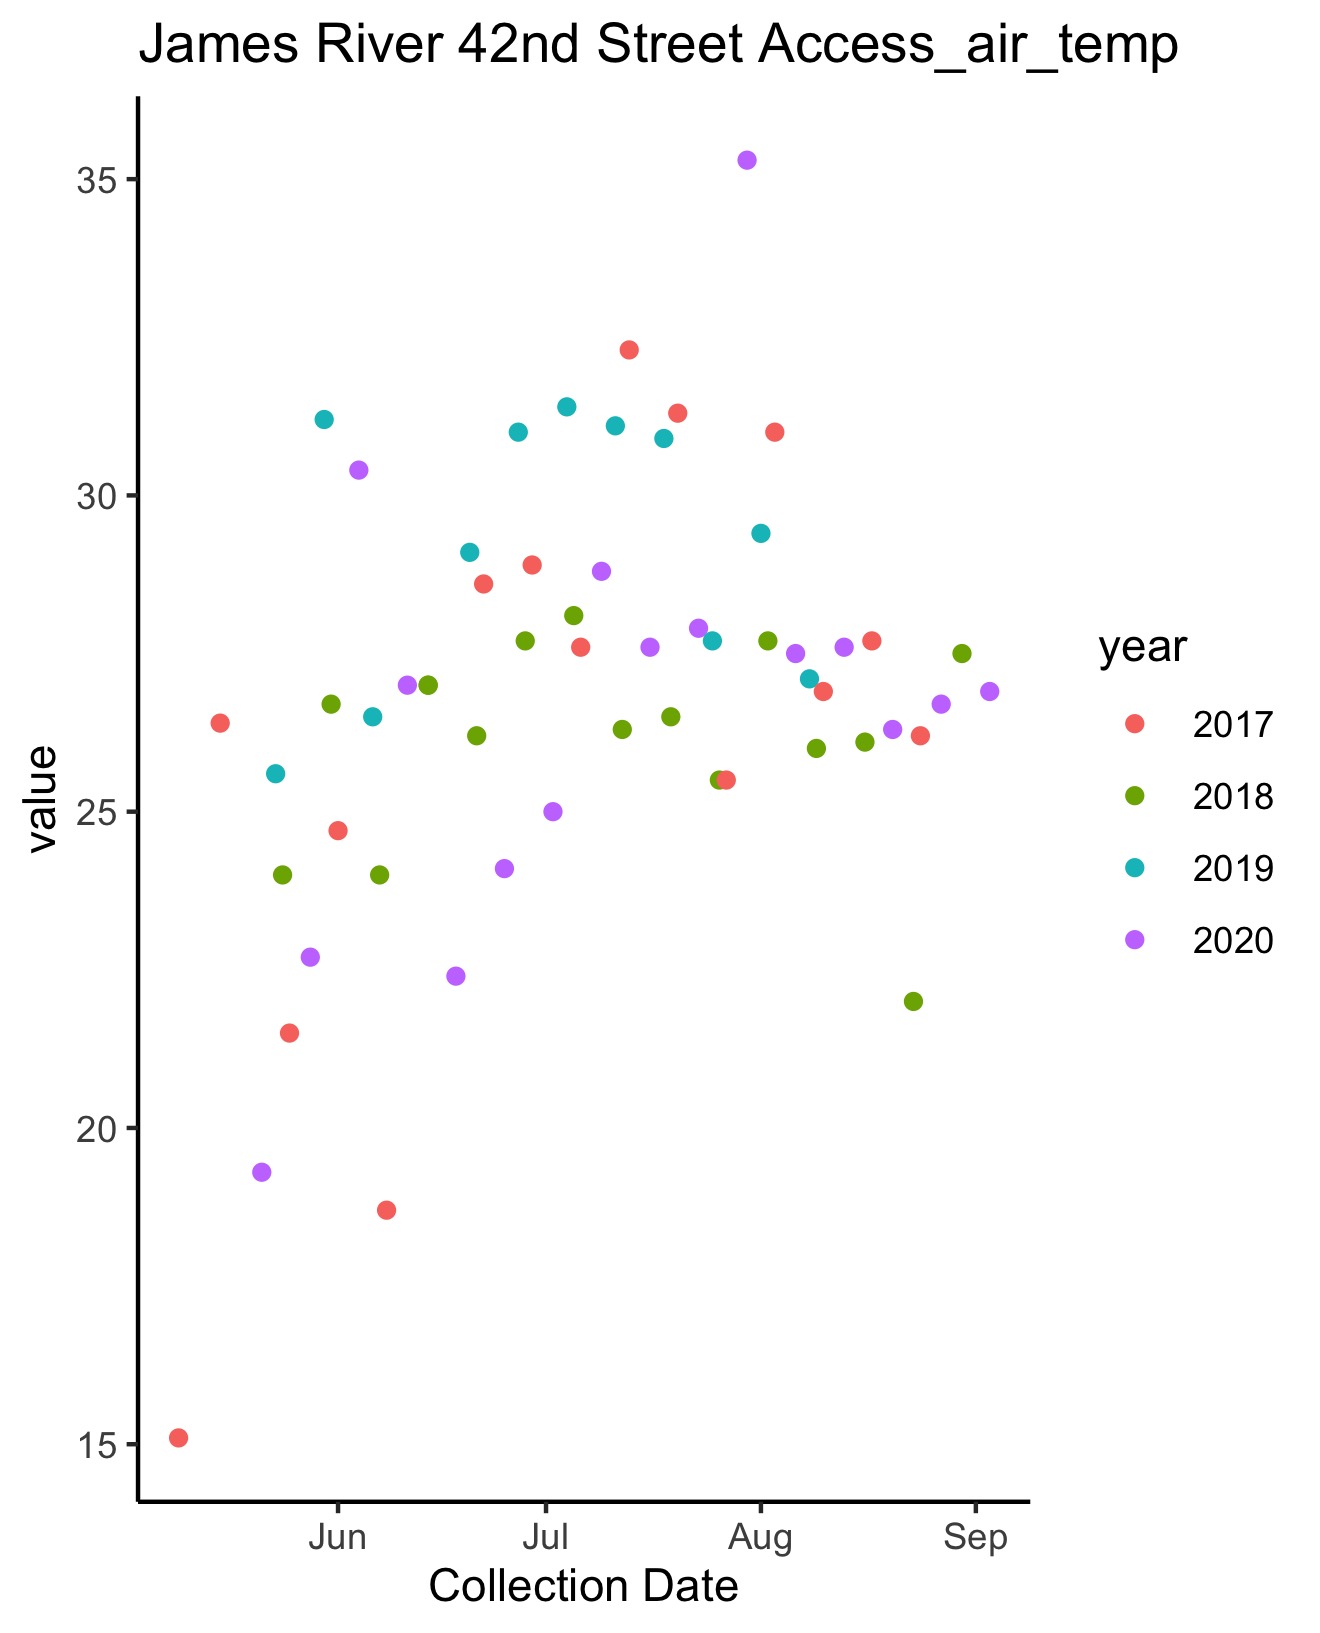 James River 42nd Street Access_air_temp
35
30
25
20
15
value
Jun Jul Aug Sep
Collection Date
year
2017
2018
2019
2020